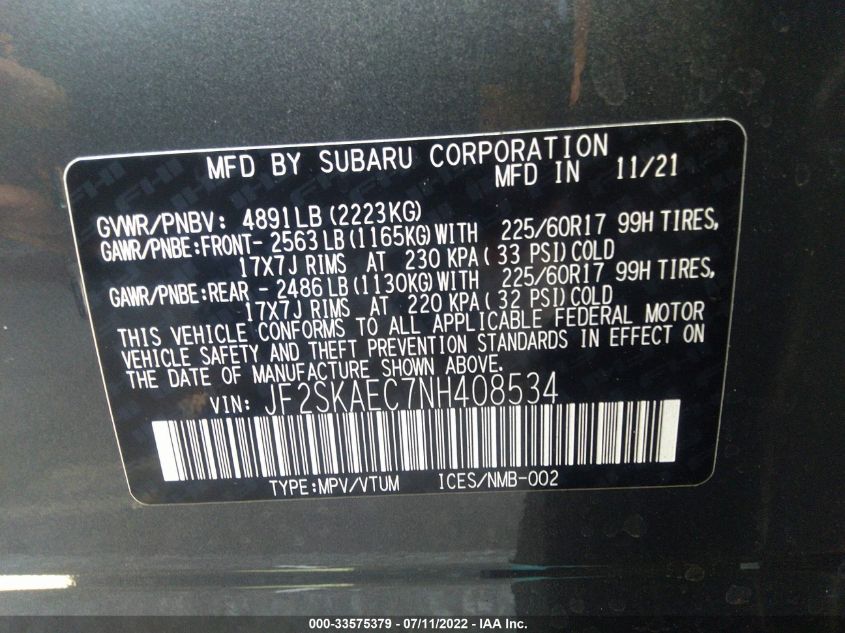 MFD BY SUBARU CORPORATION
MFD IN 11/21
GVWR/PNBV: 4891LB (2223KG)
GAWR/PNBE:FRONT- 2563LB (1165KG) WITH 225/60R17 99H TIRES,
17X7J RIMS AT 230 KPA ( 33 PSI) COLD
GAWR/PNBE:REAR - 2486LB (1130KG) WITH 225/60R17 99H TIRES,
17X7J RIMS AT 220 KPA ( 32 PSI) COLD
THIS VEHICLE CONFORMS TO ALL APPLICABLE FEDERAL MOTOR
VEHICLE SAFETY AND THEFT PREVENTION STANDARDS IN EFFECT ON
THE DATE OF MANUFACTURE SHOWN ABOVE.
VIN: JF2SKAEC7NH408534
TYPE:MPV/VTUM ICES/NMB-002
000-33575379 - 07/11/2022 - IAA Inc.